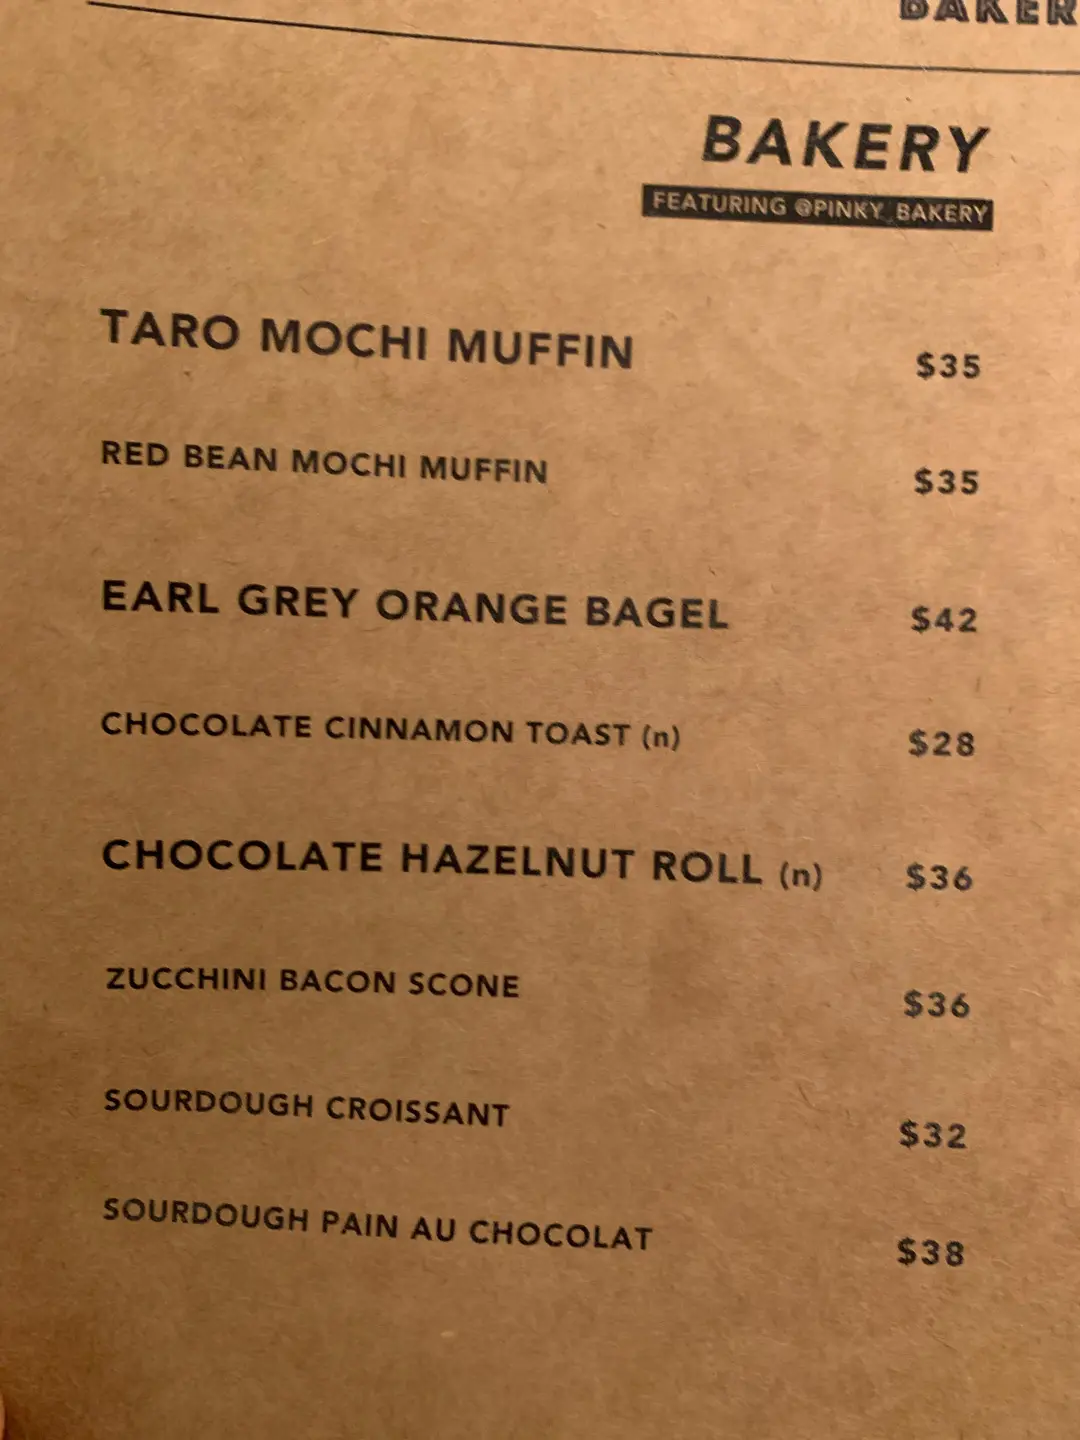 BAKERY
FEATURING @PINKY_BAKERY
TARO MOCHI MUFFIN $35
RED BEAN MOCHI MUFFIN $35
EARL GREY ORANGE BAGEL $42
CHOCOLATE CINNAMON TOAST (n) $28
CHOCOLATE HAZELNUT ROLL (n) $36
ZUCCHINI BACON SCONE $36
SOURDOUGH CROISSANT $32
SOURDOUGH PAIN AU CHOCOLAT $38